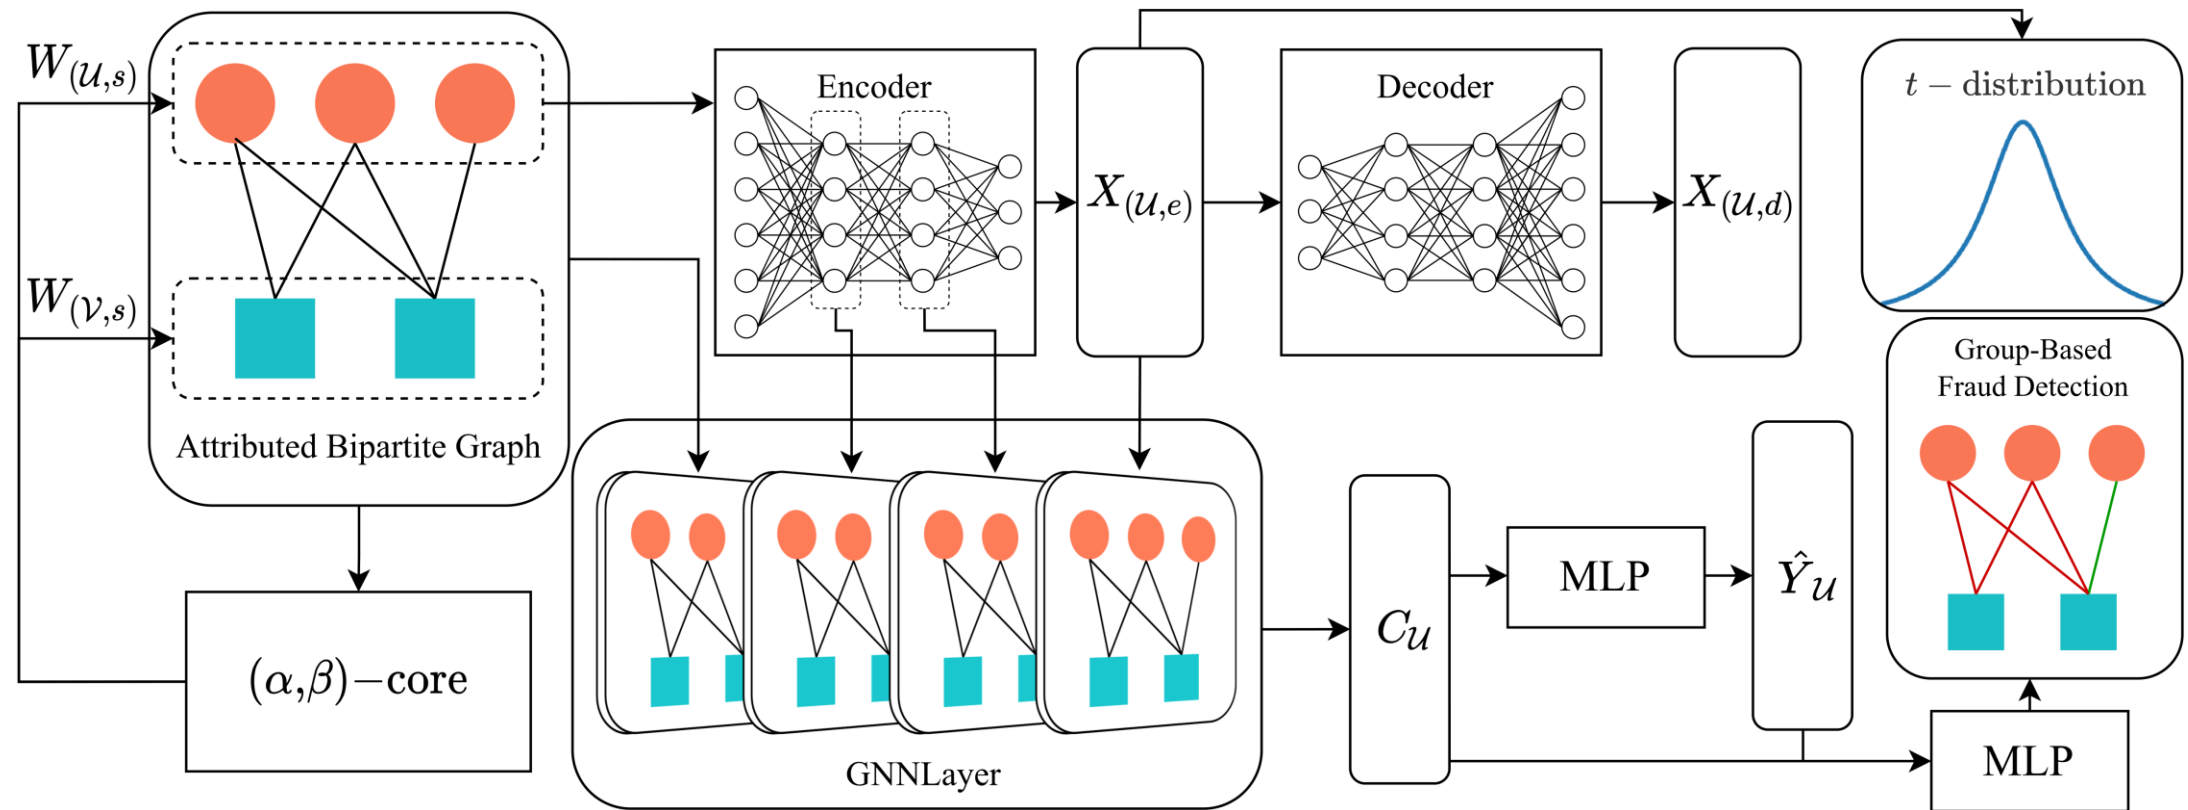 W(𝒰,s)
W(𝒱,s)
Attributed Bipartite Graph
(α,β)−core
Encoder
X(𝒰,e)
Decoder
X(𝒰,d)
t − distribution
GNNLayer
C𝒰
MLP
Ŷ𝒰
Group-Based
Fraud Detection
MLP